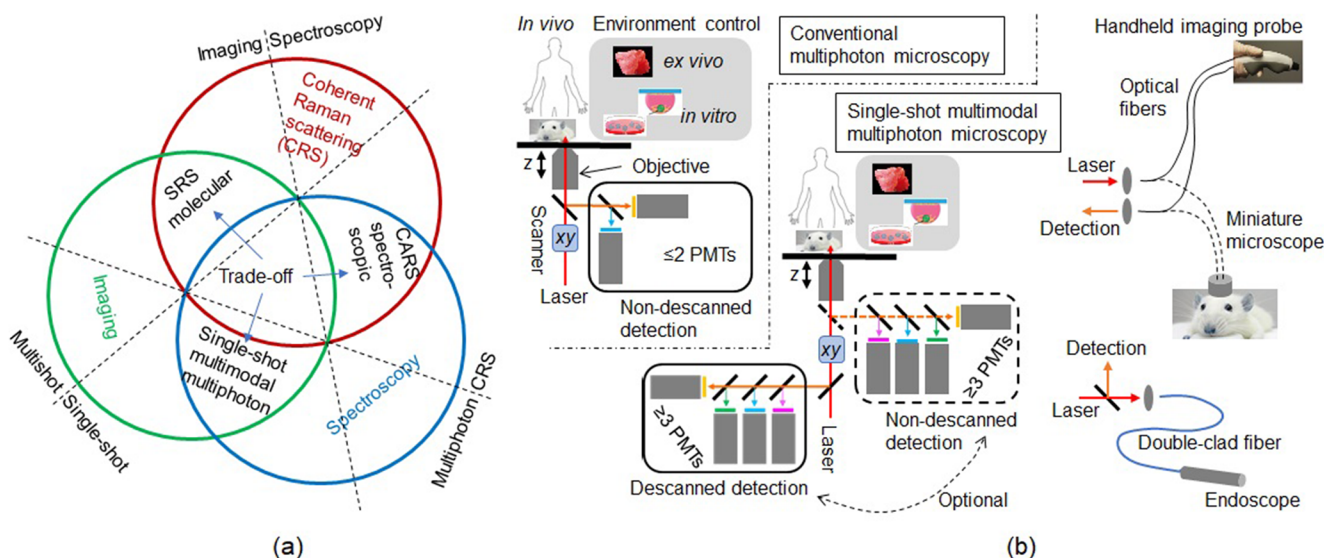 Imaging
Spectroscopy
Coherent
Raman
scattering
(CRS)
SRS
molecular
CARS
spectro-
scopic
Trade-off
Imaging
Single-shot
multimodal
multiphoton
Spectroscopy
Multishot
Single-shot
Multiphoton
CRS
(a)
In vivo
Environment control
ex vivo
in vitro
z
Objective
Scanner
xy
Laser
≤2 PMTs
Non-descanned
detection
Conventional
multiphoton microscopy
Single-shot multimodal
multiphoton microscopy
z
xy
≥3 PMTs
Non-descanned
detection
≥3 PMTs
Laser
Descanned detection
Optional
Handheld imaging probe
Optical
fibers
Laser
Detection
Miniature
microscope
Detection
Laser
Double-clad fiber
Endoscope
(b)